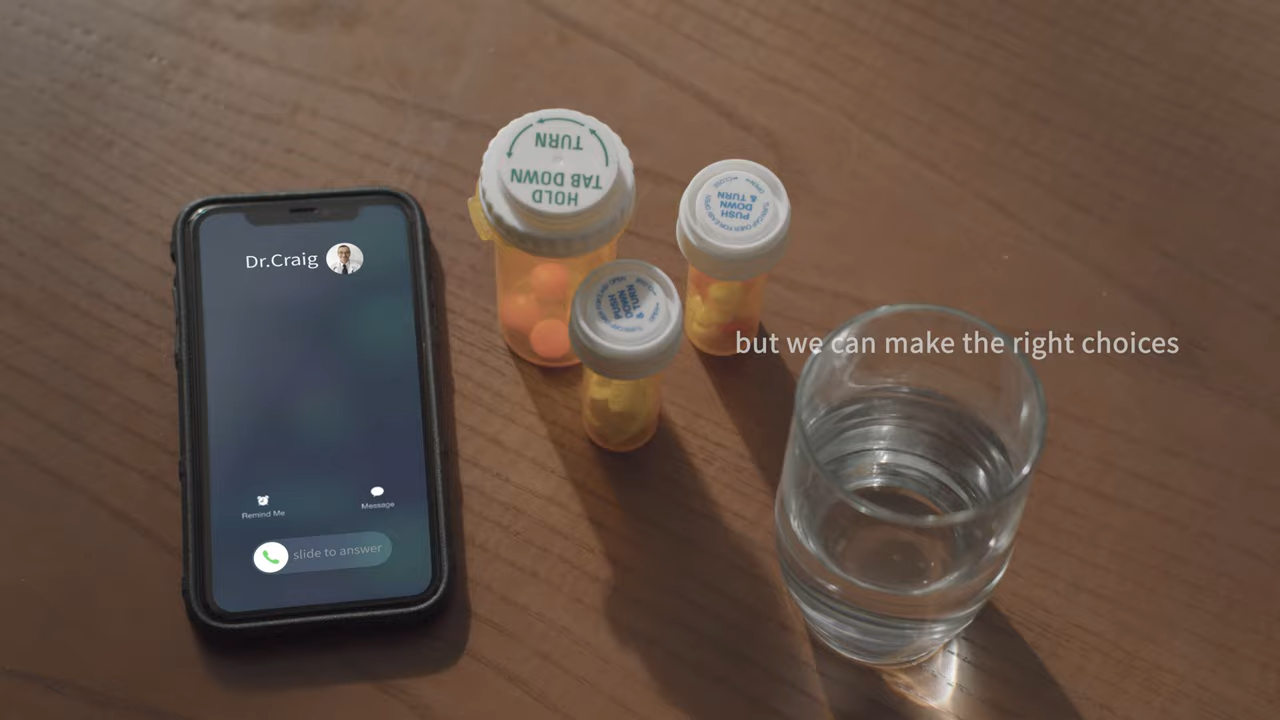 Dr.Craig
Remind Me
Message
slide to answer
HOLD
TAB DOWN
TURN
PUSH
DOWN
& TURN
PUSH
DOWN
& TURN
but we can make the right choices